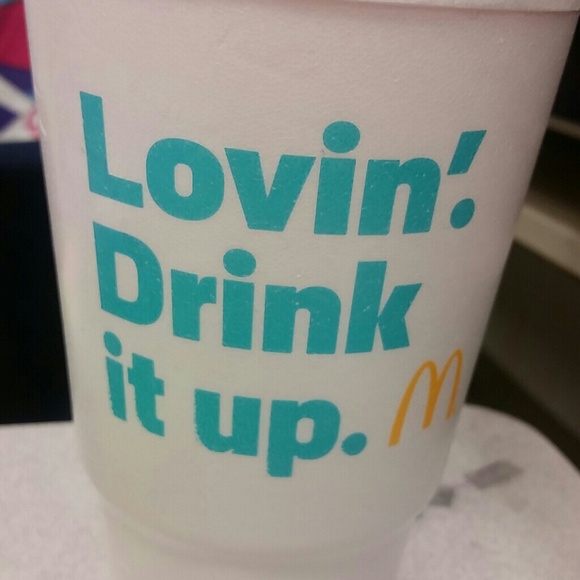 Lovin'.
Drink
it up.
M